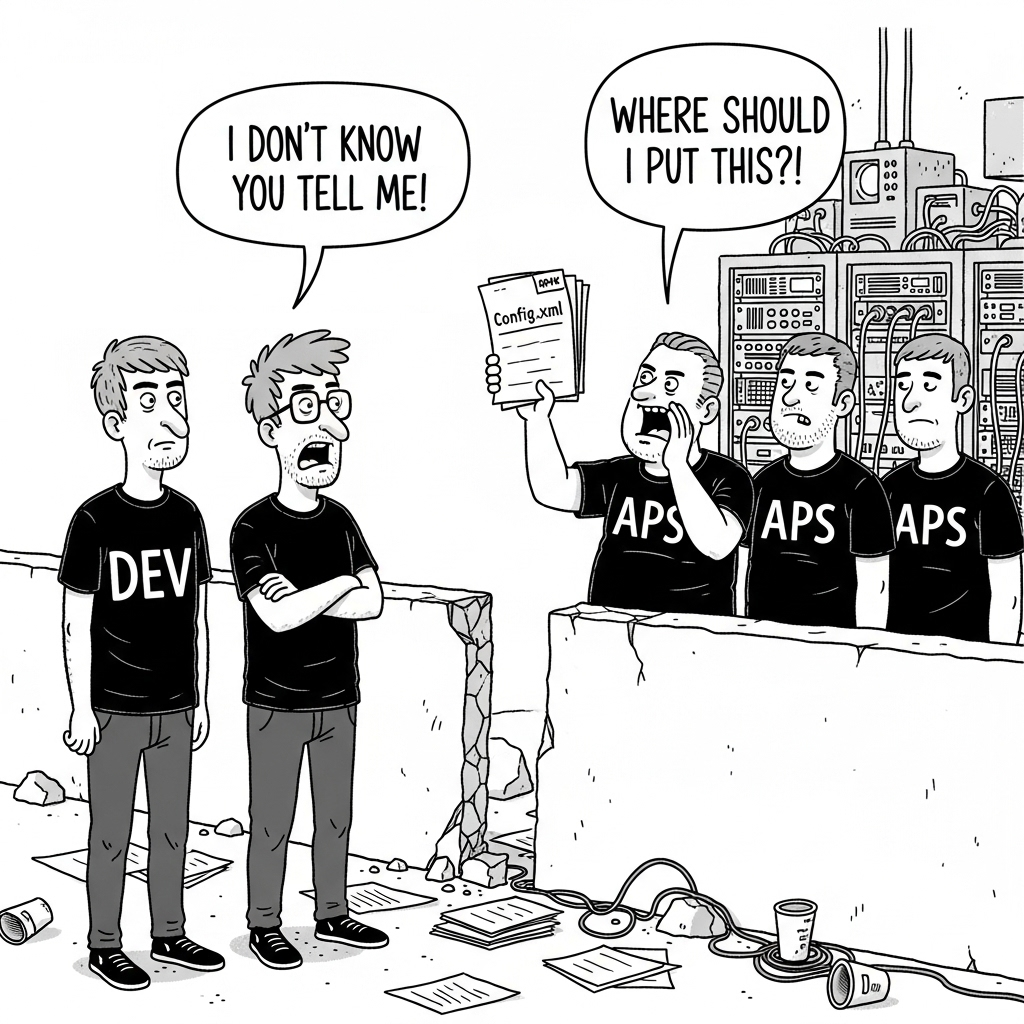 I DON'T KNOW
YOU TELL ME!
WHERE SHOULD
I PUT THIS?!
Config.xml
DEV
APS
APS
APS